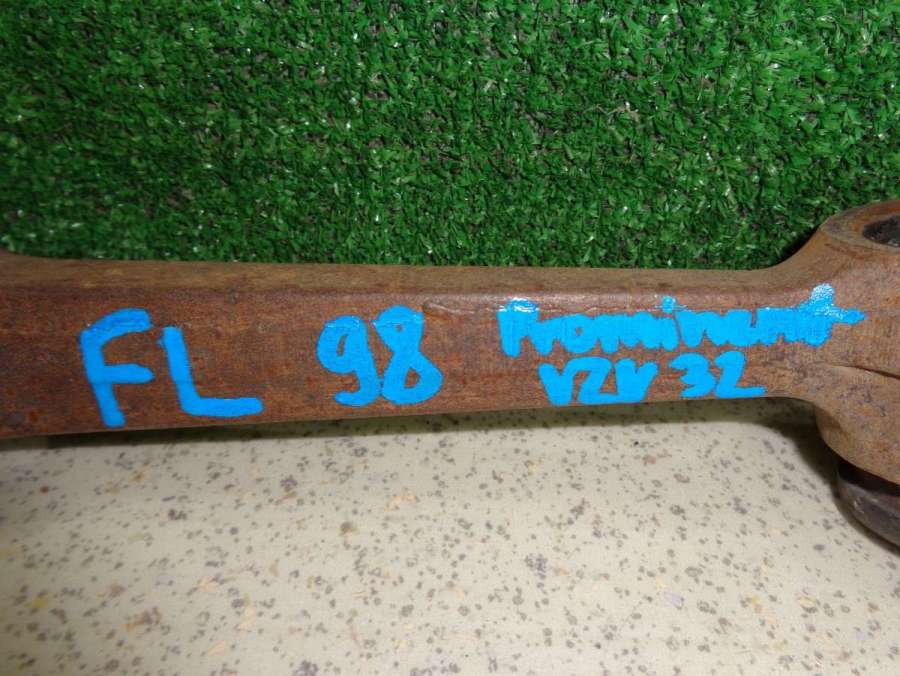 FL 98 Prominent
VZV 32